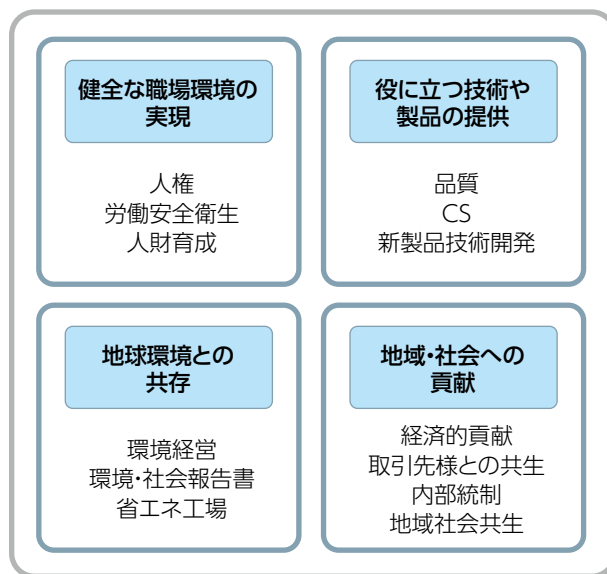 健全な職場環境の
実現
人権
労働安全衛生
人財育成
役に立つ技術や
製品の提供
品質
CS
新製品技術開発
地球環境との
共存
環境経営
環境・社会報告書
省エネ工場
地域・社会への
貢献
経済的貢献
取引先様との共生
内部統制
地域社会共生